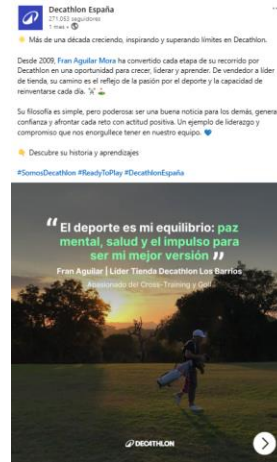 Decathlon España
271.053 seguidores
1 mes •
Más de una década creciendo, inspirando y superando límites en Decathlon.
Desde 2009, Fran Aguilar Mora ha convertido cada etapa de su recorrido por
Decathlon en una oportunidad para crecer, liderar y aprender. De vendedor a líder
de tienda, su camino es el reflejo de la pasión por el deporte y la capacidad de
reinventarse cada día.
Su filosofía es simple, pero poderosa: ser una buena noticia para los demás, genera
confianza y afrontar cada reto con actitud positiva. Un ejemplo de liderazgo y
compromiso que nos enorgullece tener en nuestro equipo.
Descubre su historia y aprendizajes
#SomosDecathlon #ReadyToPlay #DecathlonEspaña
“ El deporte es mi equilibrio: paz
mental, salud y el impulso para
ser mi mejor versión ”
Fran Aguilar | Líder Tienda Decathlon Los Barrios
Apasionado del Cross-Training y Golf
DECATHLON